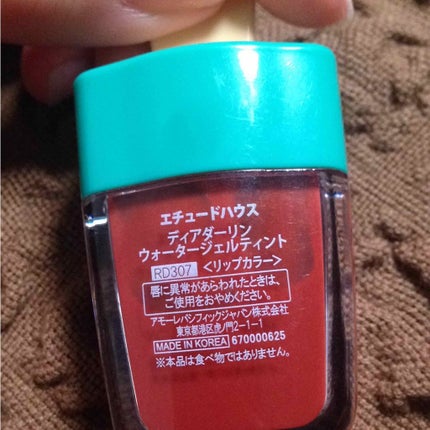 エチュードハウス
ディアダーリン
ウォータージェルティント
RD307 <リップカラー>
唇に異常があらわれたときは、
ご使用をおやめください。
アモーレパシフィックジャパン株式会社
東京都港区虎ノ門2-1-1
MADE IN KOREA 670000625
※本品は食べ物ではありません。